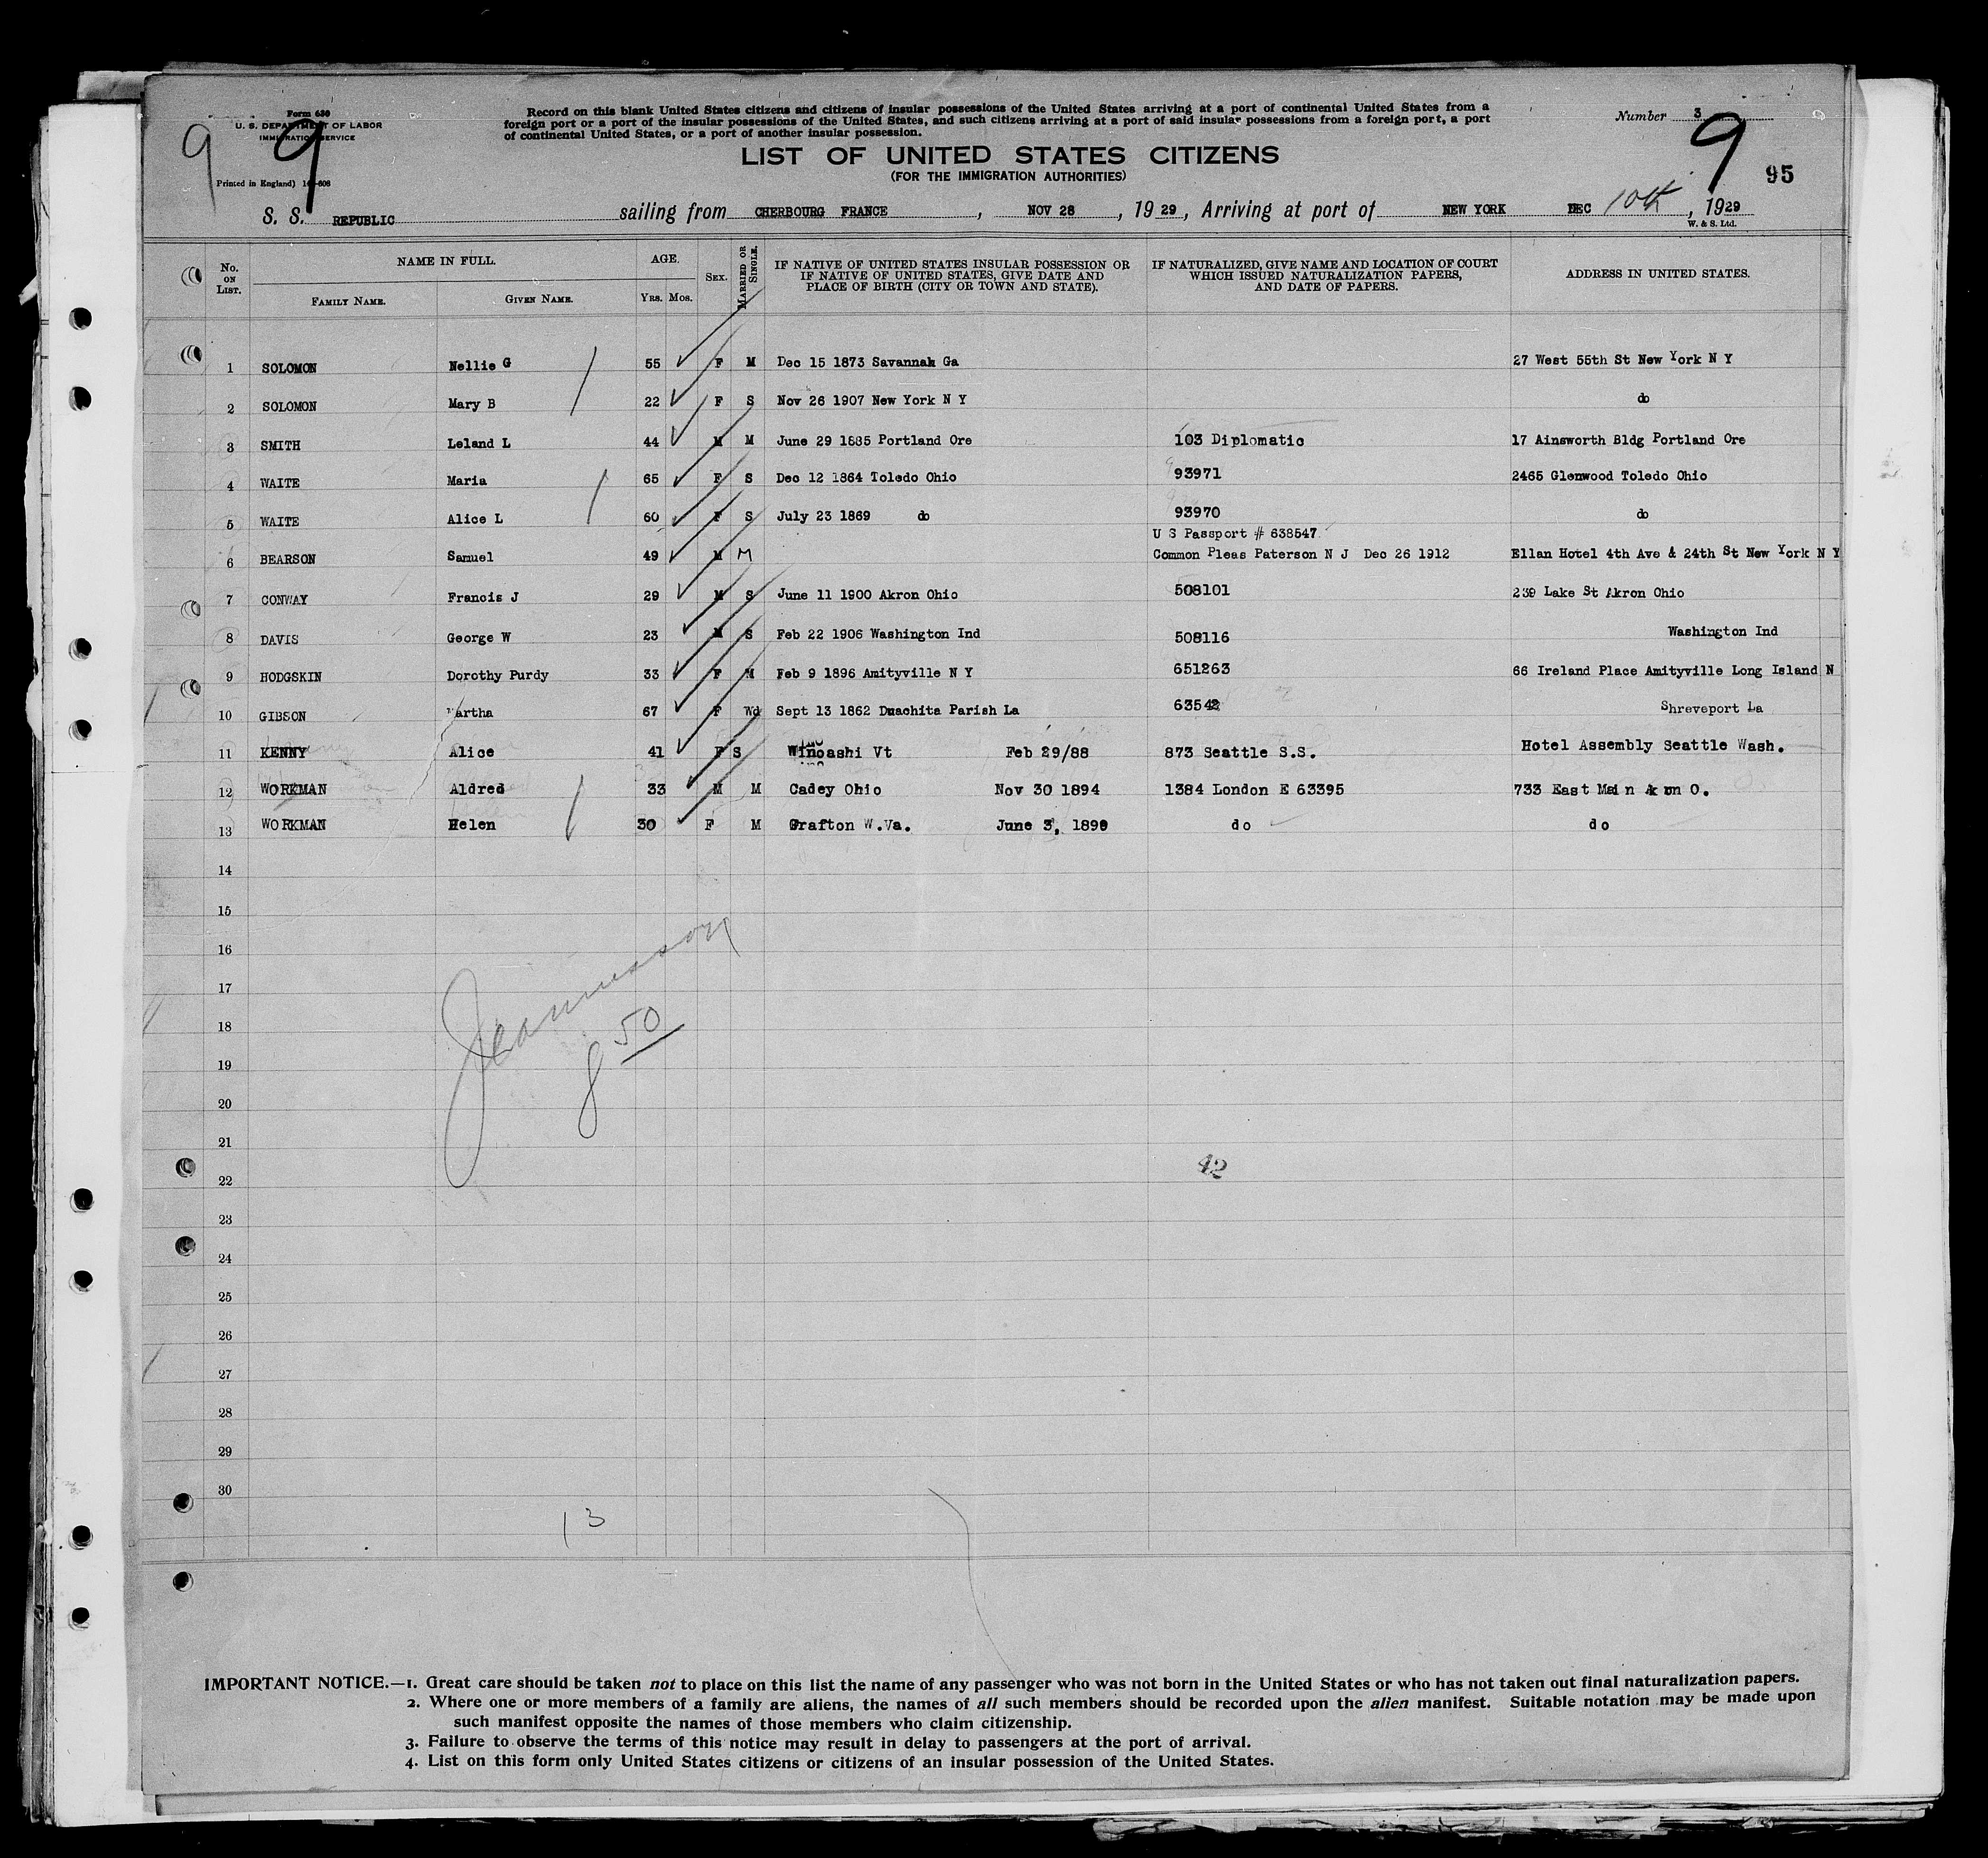 Form 630
U. S. DEPARTMENT OF LABOR
IMMIGRATION SERVICE
Printed in England)
9 9
Record on this blank United States citizens and citizens of insular possessions of the United States arriving at a port of continental United States from a
foreign port or a port of the insular possessions of the United States, and such citizens arriving at a port of said insular possessions from a foreign port, a port
of continental United States, or a port of another insular possession.
Number 3
9 95
LIST OF UNITED STATES CITIZENS
(FOR THE IMMIGRATION AUTHORITIES)
S. S. REPUBLIC sailing from CHERBOURG FRANCE, NOV 28, 19 29, Arriving at port of NEW YORK DEC 10th, 1929
W. & S. Ltd.
No. ON LIST. NAME IN FULL. FAMILY NAME. GIVEN NAME. AGE. YRS. MOS. SEX. MARRIED OR SINGLE. IF NATIVE OF UNITED STATES INSULAR POSSESSION OR IF NATIVE OF UNITED STATES, GIVE DATE AND PLACE OF BIRTH (CITY OR TOWN AND STATE). IF NATURALIZED, GIVE NAME AND LOCATION OF COURT WHICH ISSUED NATURALIZATION PAPERS, AND DATE OF PAPERS. ADDRESS IN UNITED STATES.
1 SOLOMON Nellie G 55 F M Dec 15 1873 Savannah Ga 27 West 55th St New York N Y
2 SOLOMON Mary B 22 F S Nov 26 1907 New York N Y do
3 SMITH Leland L 44 M M June 29 1885 Portland Ore 103 Diplomatic 17 Ainsworth Bldg Portland Ore
4 WAITE Maria 65 F S Dec 12 1864 Toledo Ohio 93971 2465 Glenwood Toledo Ohio
5 WAITE Alice L 60 F S July 23 1869 do 93970 do
U S Passport # 638547
6 BEARSON Samuel 49 M M Common Pleas Paterson N J Dec 26 1912 Ellan Hotel 4th Ave & 24th St New York N Y
7 CONWAY Francis J 29 M S June 11 1900 Akron Ohio 508101 239 Lake St Akron Ohio
8 DAVIS George W 23 M S Feb 22 1906 Washington Ind 508116 Washington Ind
9 HODGSKIN Dorothy Purdy 33 F M Feb 9 1896 Amityville N Y 651263 66 Ireland Place Amityville Long Island N
10 GIBSON Martha 67 F Wd Sept 13 1862 Duachita Parish La 63542 Shreveport La
11 KENNY Alice 41 F S Winoashi Vt Feb 29/88 873 Seattle S.S. Hotel Assembly Seattle Wash.
12 WORKMAN Aldred 33 M M Cadey Ohio Nov 30 1894 1384 London E 63395 733 East Main O.
13 WORKMAN Helen 30 F M Grafton W.Va. June 3, 1899 do do
14
15
16
17
18
19
20
21
22
23
24
25
26
27
28
29
30
8 50
42
13
IMPORTANT NOTICE.—1. Great care should be taken not to place on this list the name of any passenger who was not born in the United States or who has not taken out final naturalization papers.
2. Where one or more members of a family are aliens, the names of all such members should be recorded upon the alien manifest. Suitable notation may be made upon
such manifest opposite the names of those members who claim citizenship.
3. Failure to observe the terms of this notice may result in delay to passengers at the port of arrival.
4. List on this form only United States citizens or citizens of an insular possession of the United States.